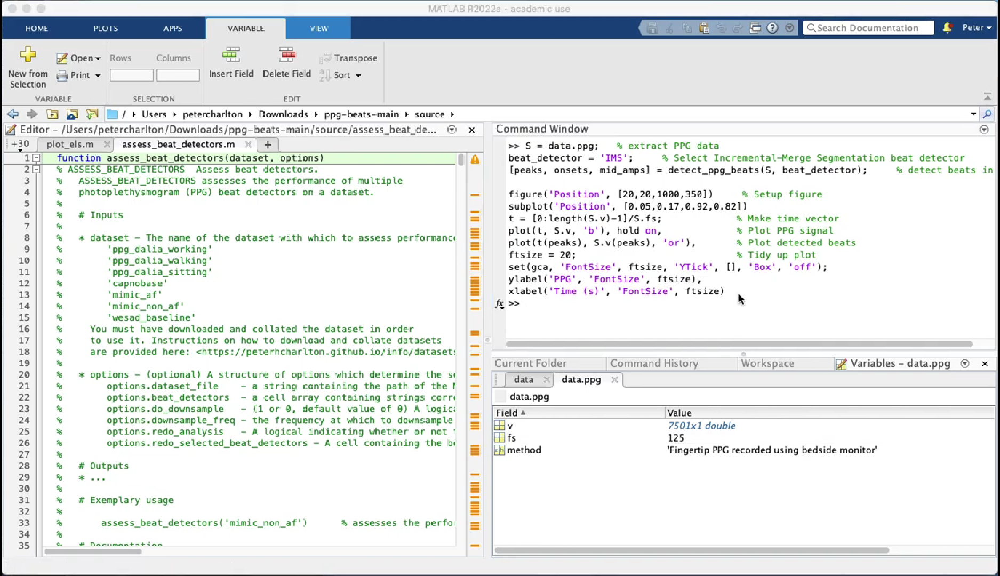 MATLAB R2022a - academic use
HOME PLOTS APPS VARIABLE VIEW
Search Documentation Peter
New from Selection
Open
Print
Rows Columns
Insert Field Delete Field
Transpose
Sort
VARIABLE SELECTION EDIT
/ Users petercharlton Downloads ppg-beats-main source
Editor - /Users/petercharlton/Downloads/ppg-beats-main/source/assess_beat_de...
+30 plot_els.m assess_beat_detectors.m +
1 function assess_beat_detectors(dataset, options)
2 % ASSESS_BEAT_DETECTORS  Assess beat detectors.
3 %   ASSESS_BEAT_DETECTORS assesses the performance of multiple
4 %   photoplethysmogram (PPG) beat detectors on a dataset.
5 %
6 %   # Inputs
7 %
8 %   * dataset - The name of the dataset with which to assess performance
9 %        'ppg_dalia_working'
10 %        'ppg_dalia_walking'
11 %        'ppg_dalia_sitting'
12 %        'capnobase'
13 %        'mimic_af'
14 %        'mimic_non_af'
15 %        'wesad_baseline'
16 %     You must have downloaded and collated the dataset in order
17 %     to use it. Instructions on how to download and collate datasets
18 %     are provided here: <https://peterhcharlton.github.io/info/datasets
19 %
20 %   * options - (optional) A structure of options which determine the se
21 %        options.dataset_file    - a string containing the path of the
22 %        options.beat_detectors  - a cell array containing strings corre
23 %        options.do_downsample   - (1 or 0, default value of 0) A logica
24 %        options.downsample_freq - the frequency at which to downsample
25 %        options.redo_analysis   - A logical indicating whether or not
26 %        options.redo_selected_beat_detectors - A cell containing the be
27 %
28 %   # Outputs
29 %   * ...
30 %
31 %   # Exemplary usage
32 %
33 %       assess_beat_detectors('mimic_non_af')      % assesses the perfor
34 %
35 %   # Documentation
Command Window
>> S = data.ppg;   % extract PPG data
beat_detector = 'IMS';     % Select Incremental-Merge Segmentation beat detector
[peaks, onsets, mid_amps] = detect_ppg_beats(S, beat_detector);     % detect beats in
figure('Position', [20,20,1000,350])     % Setup figure
subplot('Position', [0.05,0.17,0.92,0.82])
t = [0:length(S.v)-1]/S.fs;             % Make time vector
plot(t, S.v, 'b'), hold on,             % Plot PPG signal
plot(t(peaks), S.v(peaks), 'or'),       % Plot detected beats
ftsize = 20;                            % Tidy up plot
set(gca, 'FontSize', ftsize, 'YTick', [], 'Box', 'off');
ylabel('PPG', 'FontSize', ftsize),
xlabel('Time (s)', 'FontSize', ftsize)
fx >>
Current Folder Command History Workspace Variables - data.ppg
data data.ppg
data.ppg
Field Value
v 7501x1 double
fs 125
ch method 'Fingertip PPG recorded using bedside monitor'